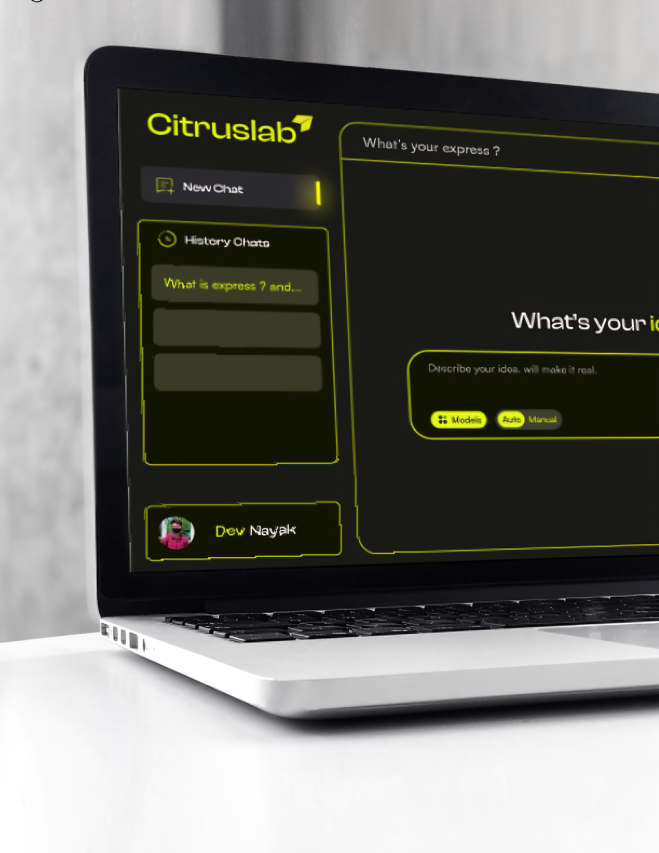 Citruslab
New Chat
History Chats
What is express ? and....
Dev Nayak
What's your express ?
What's your
Describe your idea. will make it real.
Models
Auto
Manual